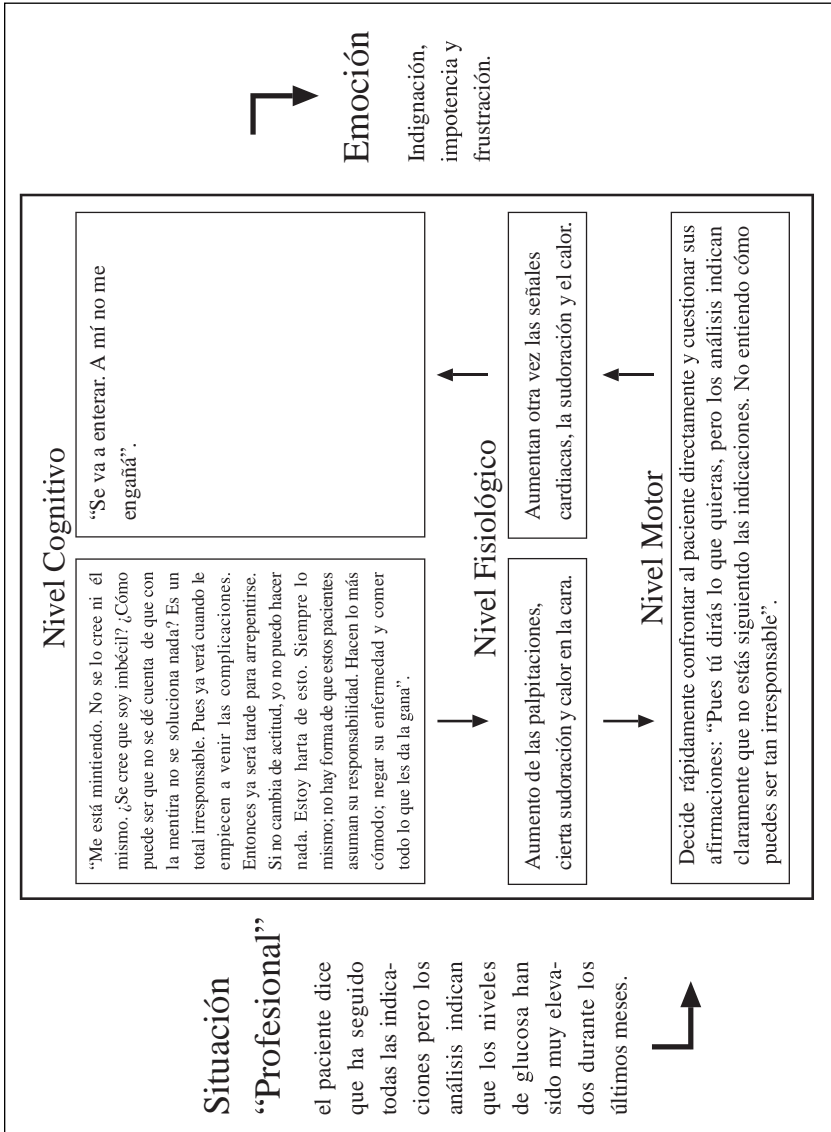 Situación
“Profesional”
el paciente dice
que ha seguido
todas las indica-
ciones pero los
análisis indican
que los niveles
de glucosa han
sido muy eleva-
dos durante los
últimos meses.
Nivel Cognitivo
“Me está mintiendo. No se lo cree ni él
mismo. ¿Se cree que soy imbécil? ¿Cómo
puede ser que no se dé cuenta de que con
la mentira no se soluciona nada? Es un
total irresponsable. Pues ya verá cuando le
empiecen a venir las complicaciones.
Entonces ya será tarde para arrepentirse.
Si no cambia de actitud, yo no puedo hacer
nada. Estoy harta de esto. Siempre lo
mismo; no hay forma de que estos pacientes
asuman su responsabilidad. Hacen lo más
cómodo; negar su enfermedad y comer
todo lo que les da la gana”.
“Se va a enterar. A mí no me
engañá”.
Nivel Fisiológico
Aumento de las palpitaciones,
cierta sudoración y calor en la cara.
Aumentan otra vez las señales
cardiacas, la sudoración y el calor.
Nivel Motor
Decide rápidamente confrontar al paciente directamente y cuestionar sus
afirmaciones: “Pues tú dirás lo que quieras, pero los análisis indican
claramente que no estás siguientdo las indicaciones. No entiendo cómo
puedes ser tan irresponsable”.
Emoción
Indignación,
impotencia y
frustración.